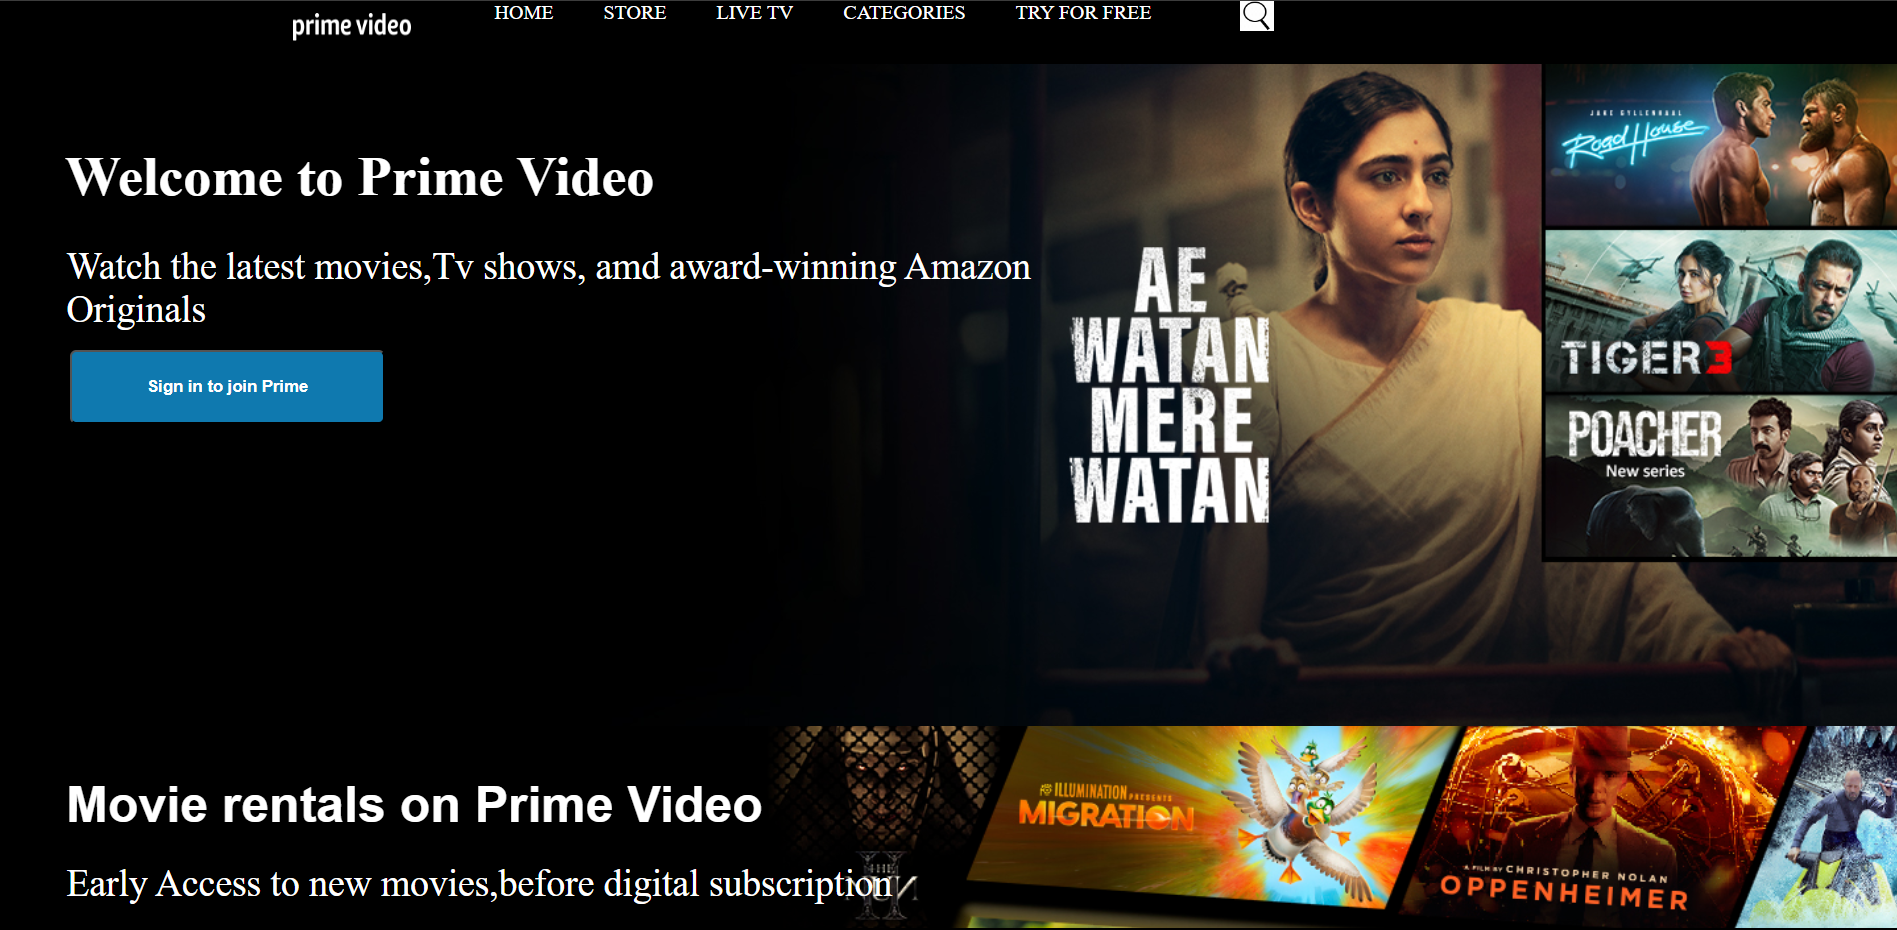 prime video
HOME
STORE
LIVE TV
CATEGORIES
TRY FOR FREE
Welcome to Prime Video
Watch the latest movies,Tv shows, amd award-winning Amazon
Originals
Sign in to join Prime
AE
WATAN
MERE
WATAN
JAKE GYLLENHAAL
Road House
TIGER 3
POACHER
New series
Movie rentals on Prime Video
Early Access to new movies,before digital subscription
THE
NUN
II
ILLUMINATION PRESENTS
MIGRATION
A FILM BY CHRISTOPHER NOLAN
OPPENHEIMER